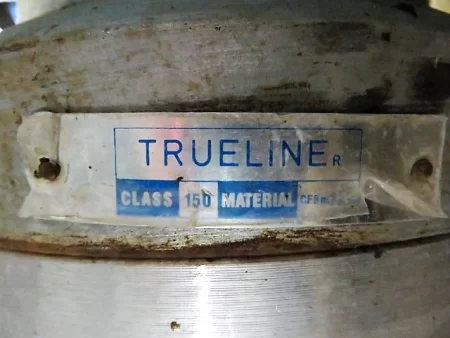 TRUELINE R
CLASS 150 MATERIAL